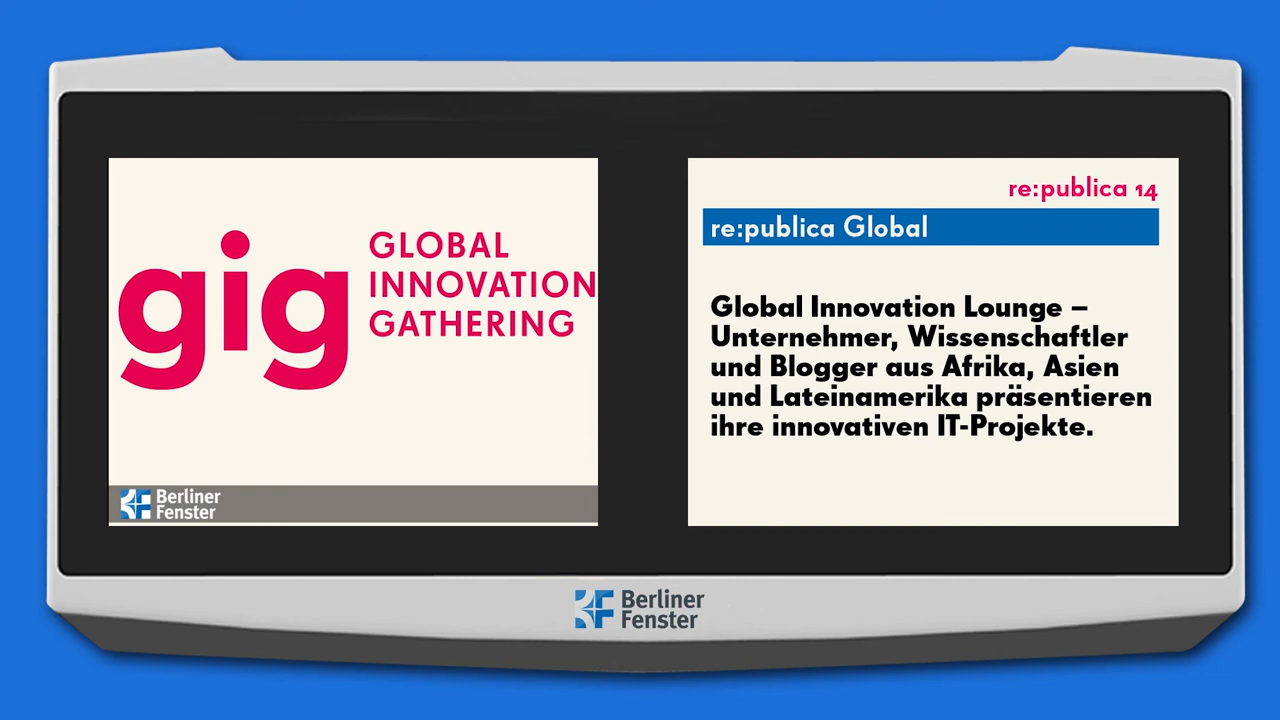 gig
GLOBAL
INNOVATION
GATHERING
Berliner
Fenster
re:publica 14
re:publica Global
Global Innovation Lounge –
Unternehmer, Wissenschaftler
und Blogger aus Afrika, Asien
und Lateinamerika präsentieren
ihre innovativen IT-Projekte.
Berliner
Fenster